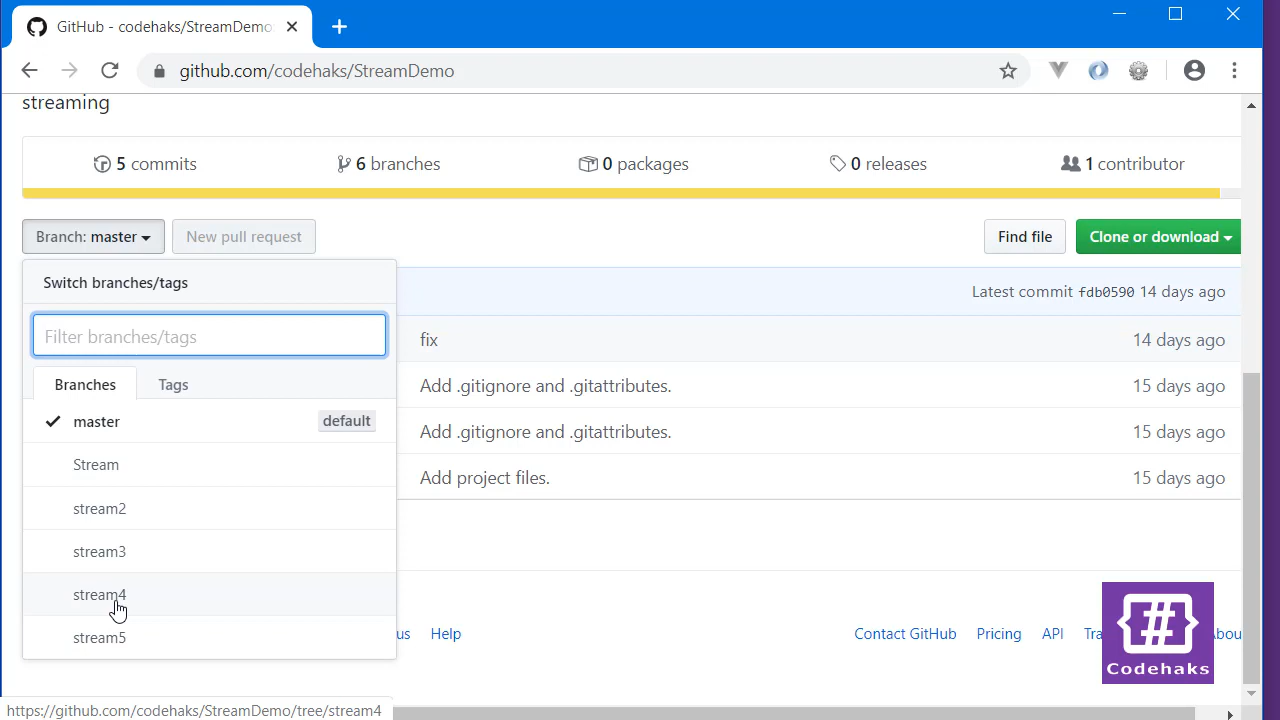 GitHub - codehaks/StreamDemo:
github.com/codehaks/StreamDemo
streaming
5 commits
6 branches
0 packages
0 releases
1 contributor
Branch: master
New pull request
Find file
Clone or download
Switch branches/tags
Latest commit fdb0590 14 days ago
Filter branches/tags
fix
14 days ago
Branches
Tags
Add .gitignore and .gitattributes.
15 days ago
master
default
Add .gitignore and .gitattributes.
15 days ago
Stream
Add project files.
15 days ago
stream2
stream3
stream4
stream5
us
Help
Contact GitHub
Pricing
API
Tra
bou
#
Codehaks
https://github.com/codehaks/StreamDemo/tree/stream4